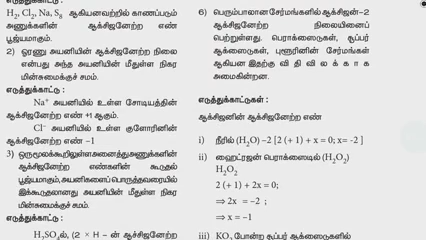 எடுத்துக்காட்டு :
H₂, Cl₂, Na, S₈ ஆகியனவற்றில் காணப்படும்
அணுக்களின் ஆக்சிஜனேற்ற எண்
பூஜ்யமாகும்.
2) ஓரணு அயனியின் ஆக்சிஜனேற்ற நிலை
என்பது அந்த அயனியின் மீதுள்ள நிகர
மின்சுமைக்குச் சமம்.
எடுத்துக்காட்டு :
Na⁺ அயனியில் உள்ள சோடியத்தின்
ஆக்சிஜனேற்ற எண் +1 ஆகும்.
Cl⁻ அயனியில் உள்ள குளோரினின்
ஆக்சிஜனேற்ற எண் –1
3) ஒரு மூலக்கூறிலுள்ள அனைத்து அணுக்களின்
ஆக்சிஜனேற்ற எண்களின் கூடுதல்
பூஜ்யமாகும், அயனிகளைப் பொருத்தவரையில்
இக்கூடுதலானது அயனியின் மீதுள்ள நிகர
மின்சுமைக்குச் சமம்.
எடுத்துக்காட்டு :
H₂SO₄ல், (2 × H – ன் ஆக்சிஜனேற்ற
6) பெரும்பாலான சேர்மங்களில் ஆக்சிஜன் –2
ஆக்சிஜனேற்ற நிலையினைப்
பெற்றுள்ளது. பெராக்ஸைடுகள், சூப்பர்
ஆக்ஸைடுகள், புளூரினின் சேர்மங்கள்
ஆகியன இதற்கு வி தி வி ல க் க ா க
அமைகின்றன.
எடுத்துக்காட்டுகள் :
ஆக்சிஜனின் ஆக்சிஜனேற்ற எண்
i) நீரில் (H₂O) –2 [2 (+1) + x = 0; x= –2 ]
ii) ஹைட்ரஜன் பெராக்ஸைடில் (H₂O₂)
H₂O₂
2 (+1) + 2x = 0;
⇒ 2x = –2 ;
⇒ x = –1
iii) KO₂ போன்ற சூப்பர் ஆக்ஸைடுகளில்